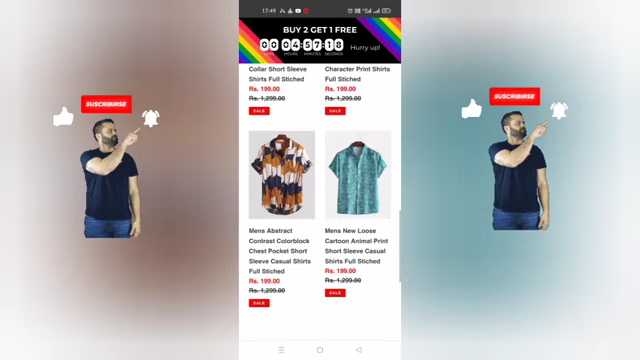 17:49
BUY 2 GET 1 FREE
00 04:57:18
HOURS MINUTES SECONDS
Hurry up!
Collar Short Sleeve
Shirts Full Stiched
Rs. 199.00
Rs. 1,299.00
SALE
Character Print Shirts
Full Stiched
Rs. 199.00
Rs. 1,299.00
SALE
SUSCRIBIRSE
SUSCRIBIRSE
Mens Abstract
Contrast Colorblock
Chest Pocket Short
Sleeve Casual Shirts
Full Stiched
Rs. 199.00
Rs. 1,299.00
SALE
Mens New Loose
Cartoon Animal Print
Short Sleeve Casual
Shirts Full Stiched
Rs. 199.00
Rs. 1,299.00
SALE